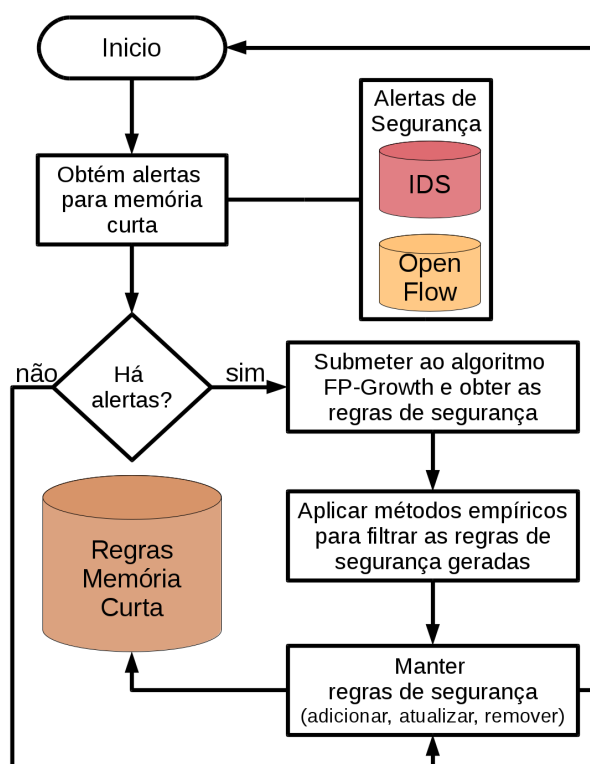 Inicio
Alertas de
Segurança
IDS
Open
Flow
Obtém alertas
para memória
curta
não
Há
alertas?
sim
Submeter ao algoritmo
FP-Growth e obter as
regras de segurança
Aplicar métodos empíricos
para filtrar as regras de
segurança geradas
Regras
Memória
Curta
Manter
regras de segurança
(adicionar, atualizar, remover)